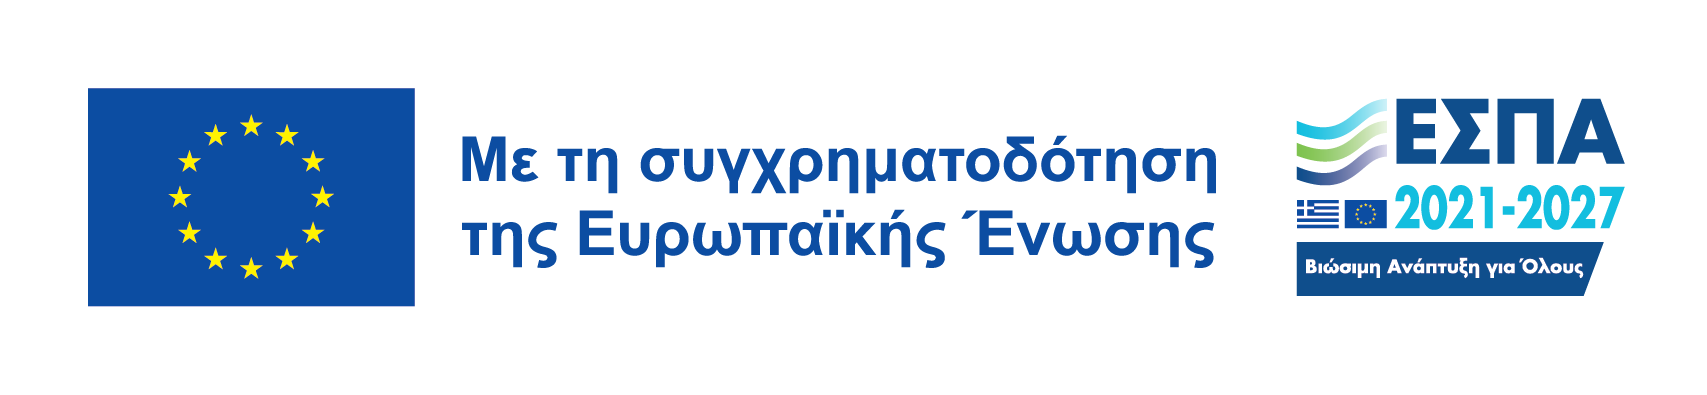 Με τη συγχρηματοδότηση
της Ευρωπαϊκής Ένωσης
ΕΣΠΑ
2021-2027
Βιώσιμη Ανάπτυξη για Όλους